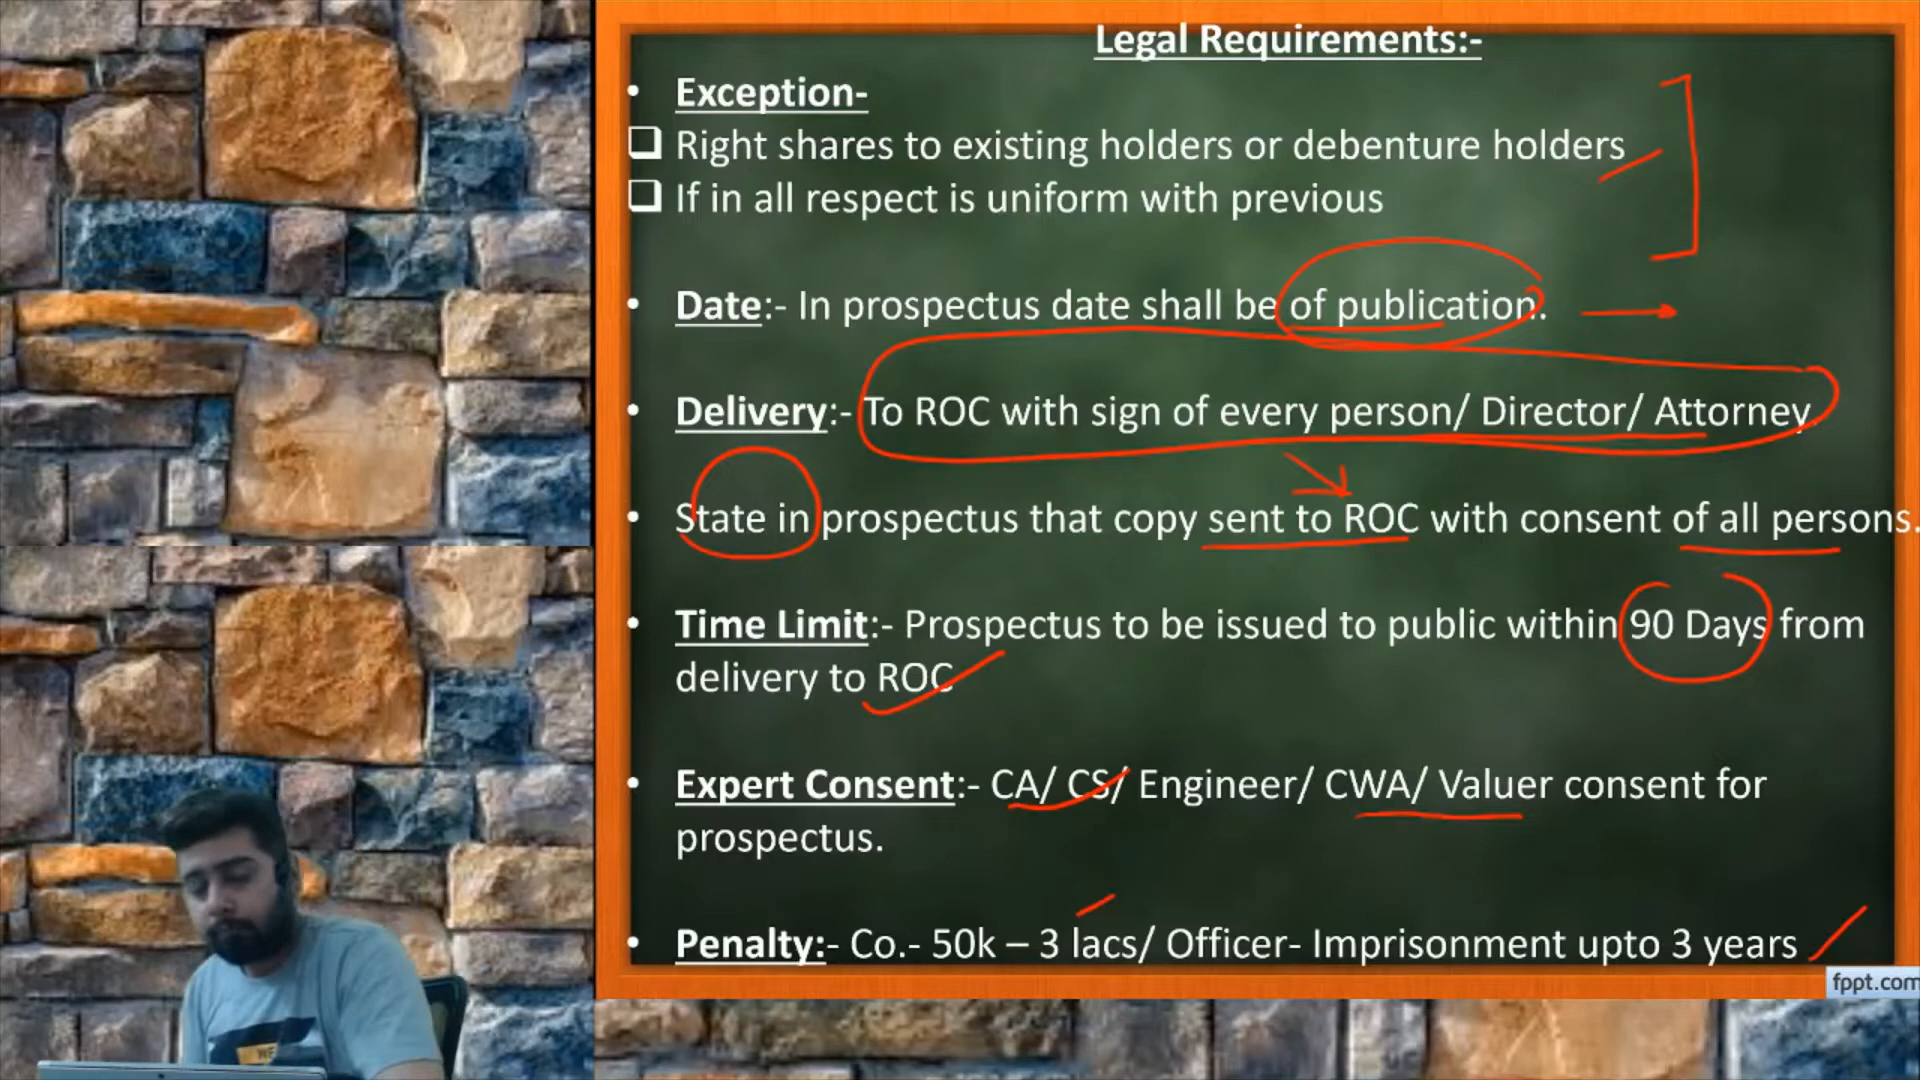 Legal Requirements:-
• Exception-
❑ Right shares to existing holders or debenture holders
❑ If in all respect is uniform with previous
• Date:- In prospectus date shall be of publication.
• Delivery:- To ROC with sign of every person/ Director/ Attorney
• State in prospectus that copy sent to ROC with consent of all persons.
• Time Limit:- Prospectus to be issued to public within 90 Days from
delivery to ROC
• Expert Consent:- CA/ CS/ Engineer/ CWA/ Valuer consent for
prospectus.
• Penalty:- Co.- 50k – 3 lacs/ Officer- Imprisonment upto 3 years
fppt.com